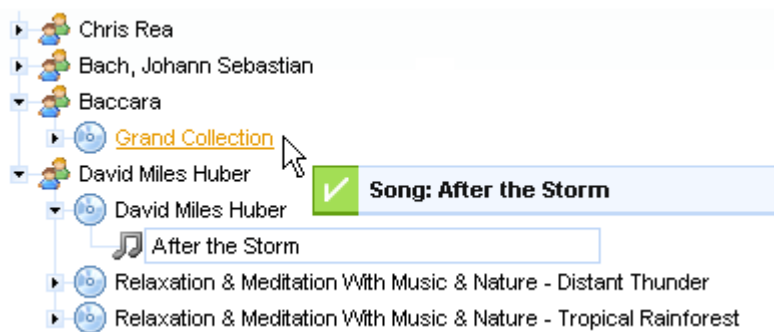 Chris Rea
Bach, Johann Sebastian
Baccara
Grand Collection
David Miles Huber
Song: After the Storm
David Miles Huber
After the Storm
Relaxation & Meditation With Music & Nature - Distant Thunder
Relaxation & Meditation With Music & Nature - Tropical Rainforest